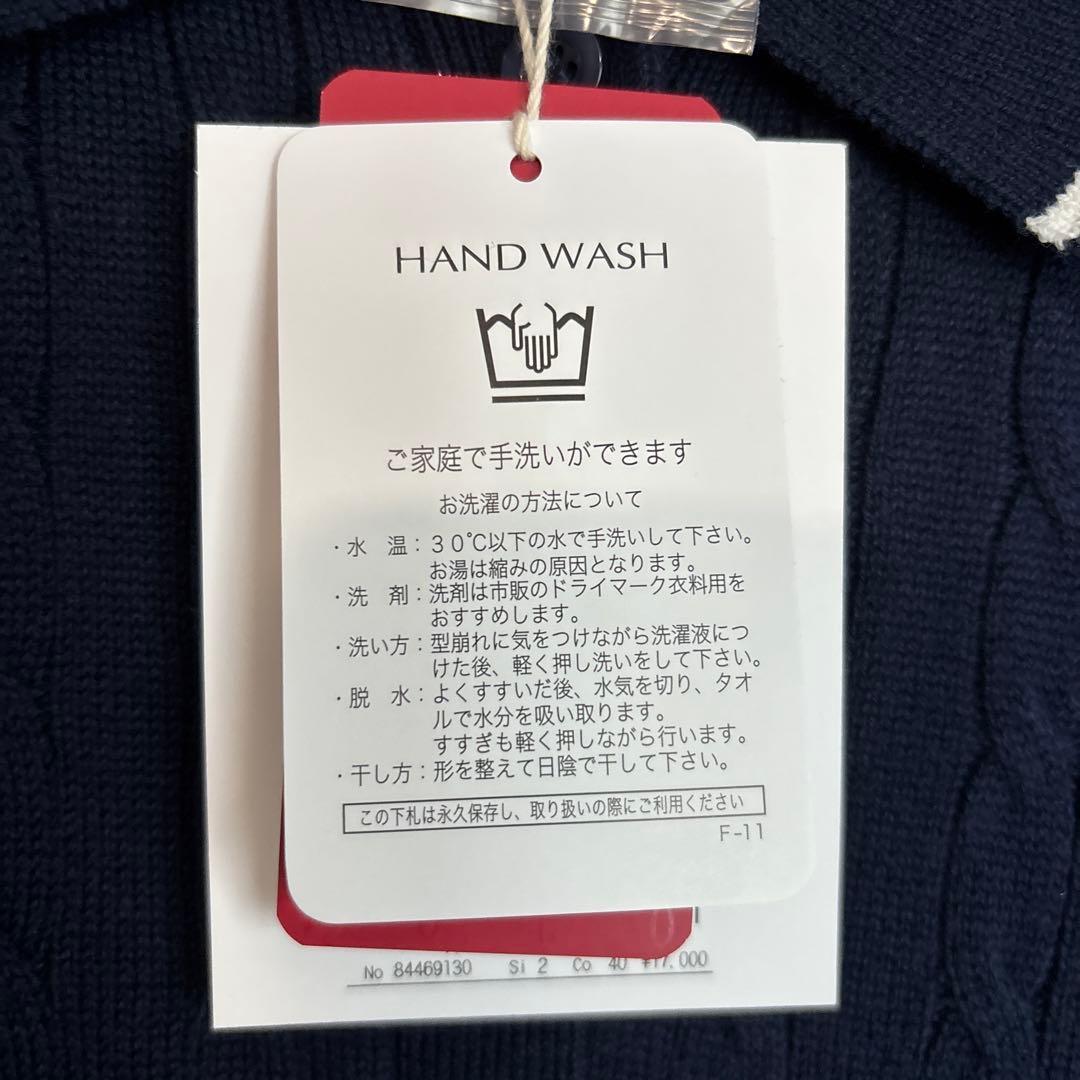 HAND WASH
ご家庭で手洗いができます
お洗濯の方法について
・水　温：３０℃以下の水で手洗いして下さい。
お湯は縮みの原因となります。
・洗　剤：洗剤は市販のドライマーク衣料用を
おすすめします。
・洗い方：型崩れに気をつけながら洗濯液につ
けた後、軽く押し洗いをして下さい。
・脱　水：よくすすいだ後、水気を切り、タオ
ルで水分を吸い取ります。
すすぎも軽く押しながら行います。
・干し方：形を整えて日陰で干して下さい。
この下札は永久保存し、取り扱いの際にご利用ください
F-11
No 84469130 Si 2 Co 40 ¥17,000